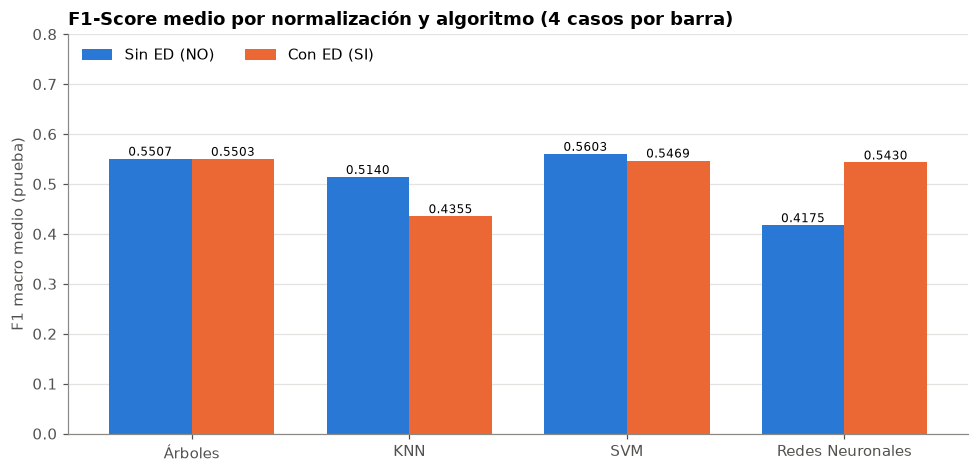 F1-Score medio por normalización y algoritmo (4 casos por barra)
Sin ED (NO)
Con ED (SI)
F1 macro medio (prueba)
0.8
0.7
0.6
0.5
0.4
0.3
0.2
0.1
0.0
0.5507
0.5503
0.5140
0.4355
0.5603
0.5469
0.4175
0.5430
Árboles
KNN
SVM
Redes Neuronales